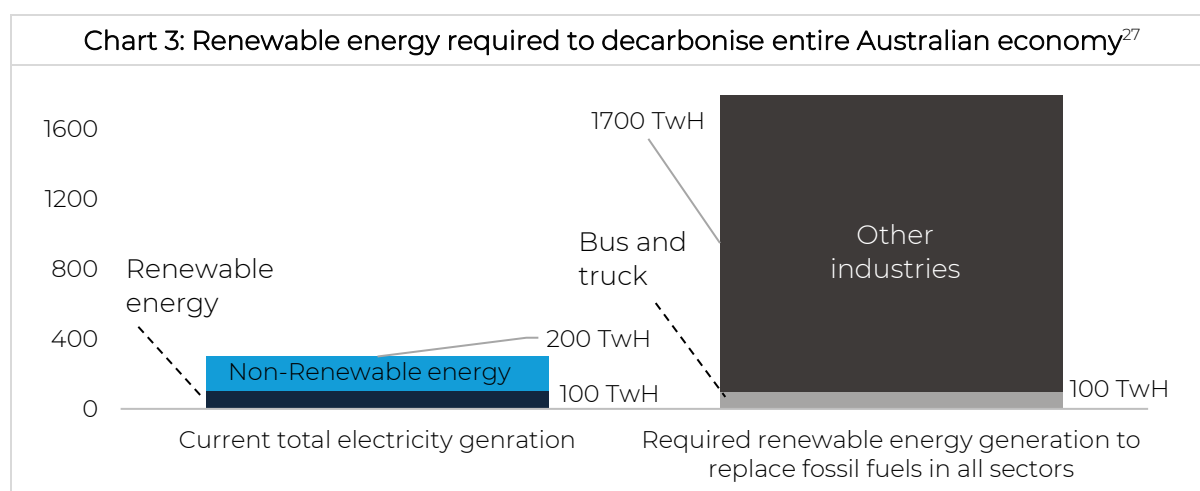 Chart 3: Renewable energy required to decarbonise entire Australian economy27
1600
1200
800
400
0
Renewable
energy
Non-Renewable energy
200 TwH
100 TwH
Current total electricity genration
1700 TwH
Bus and
truck
Other
industries
100 TwH
Required renewable energy generation to
replace fossil fuels in all sectors